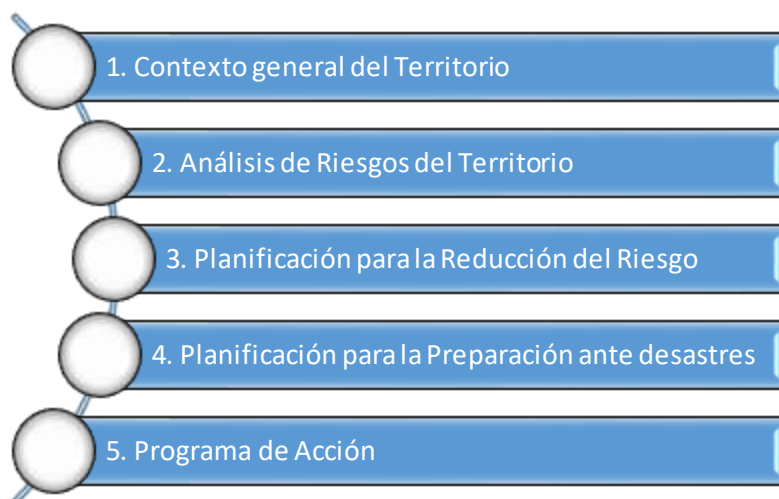 1. Contexto general del Territorio
2. Análisis de Riesgos del Territorio
3. Planificación para la Reducción del Riesgo
4. Planificación para la Preparación ante desastres
5. Programa de Acción